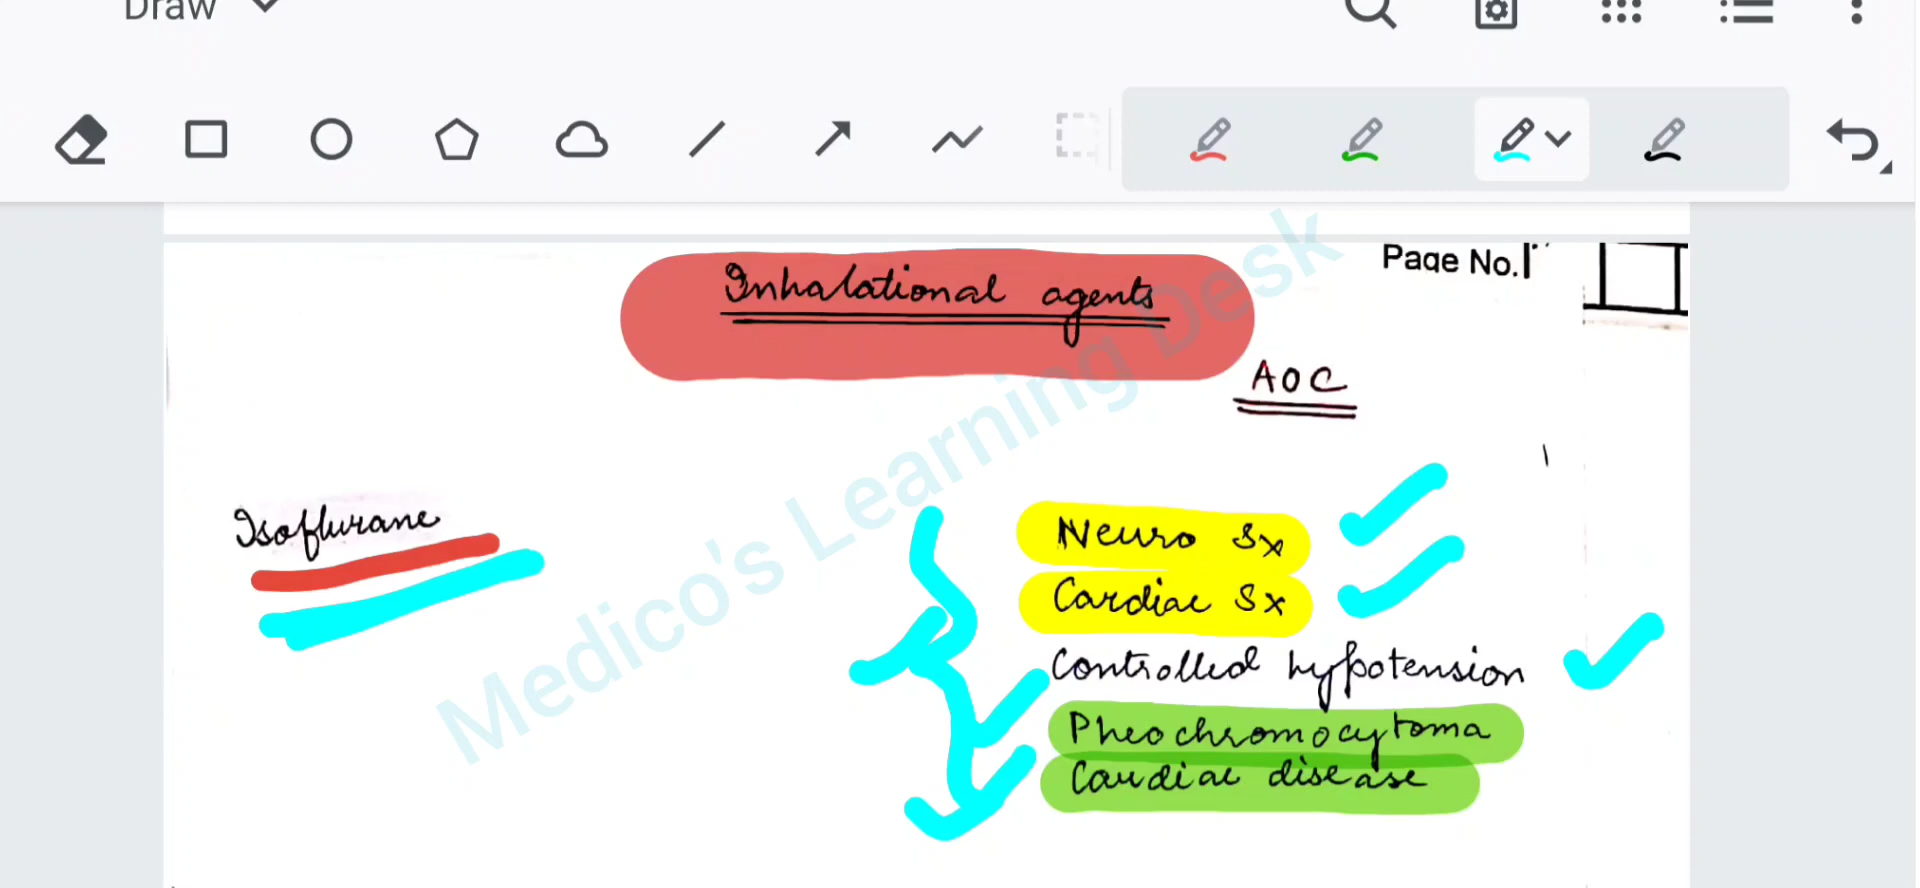 Draw
Page No.
Inhalational agents
AOC
Isoflurane
Neuro Sx
Cardiac Sx
Controlled hypotension
Pheochromocytoma
Cardiac disease
Medico's Learning Desk